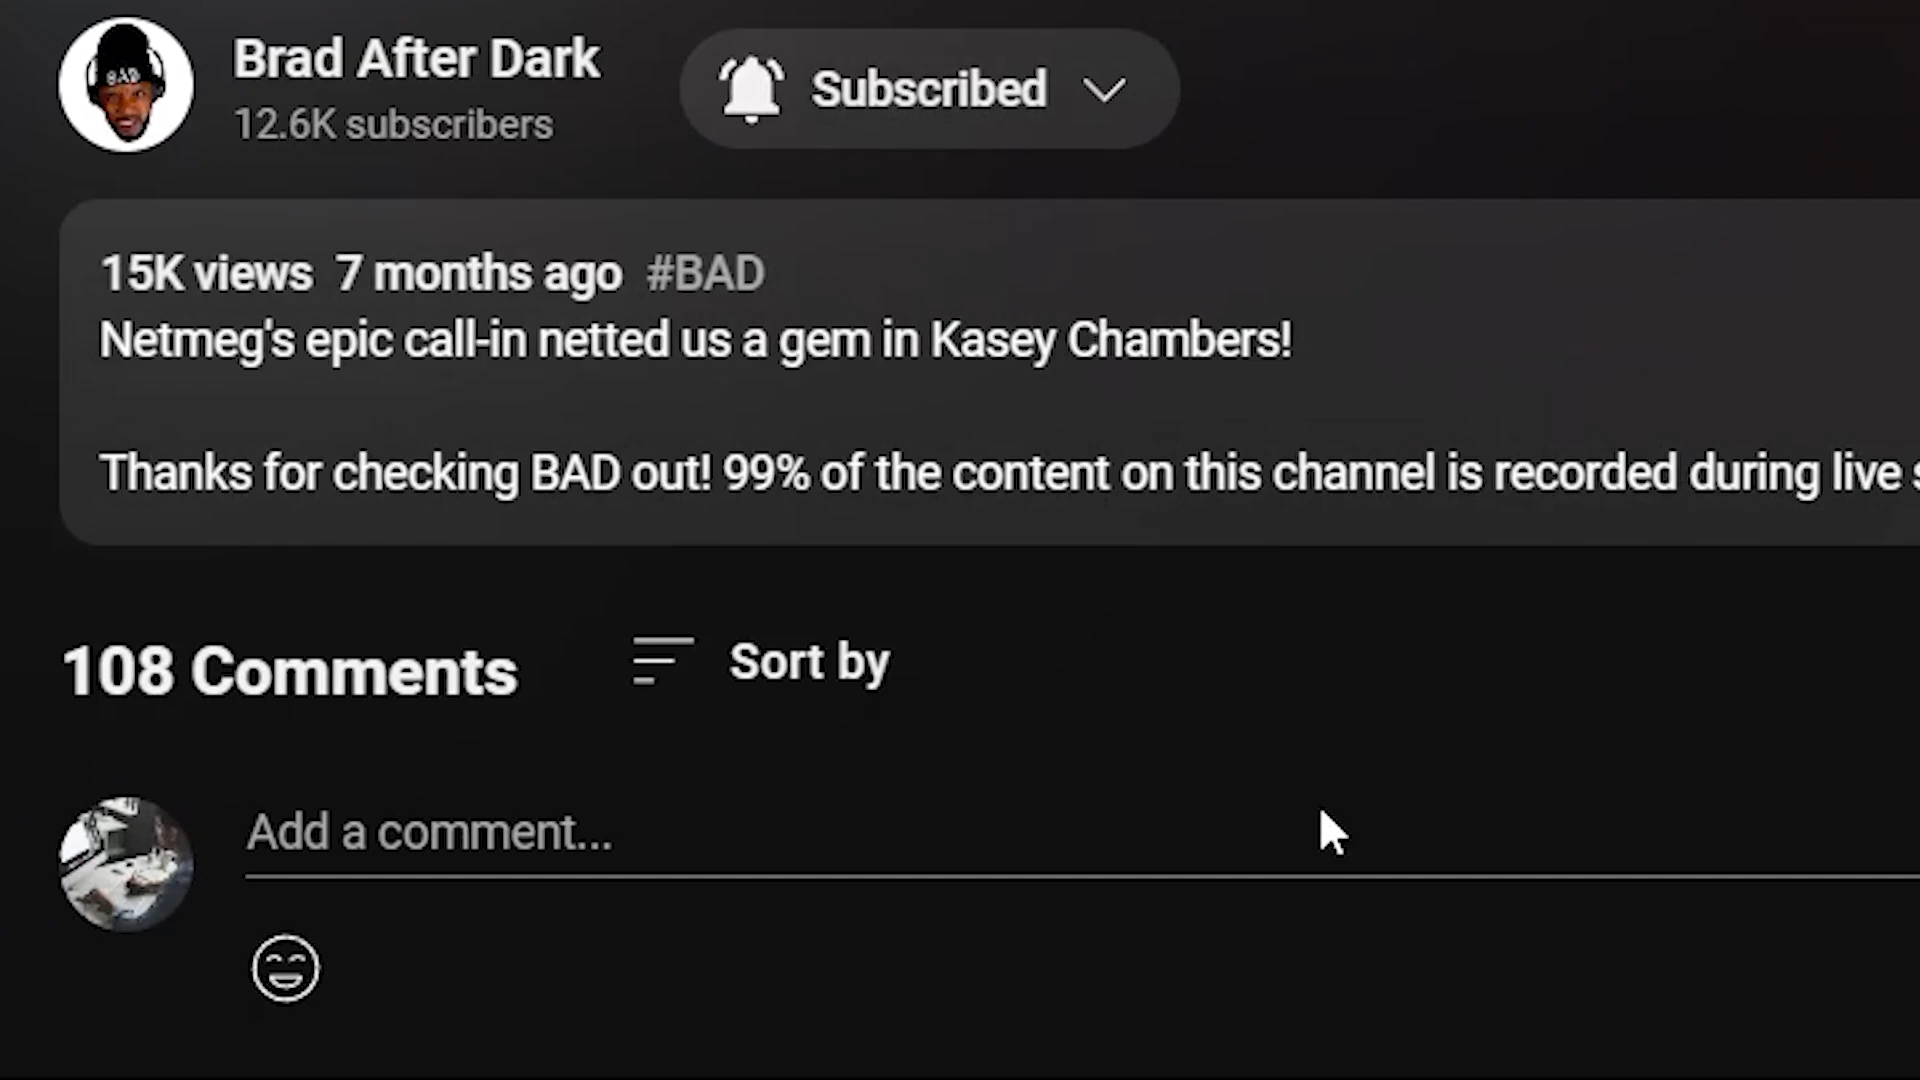 BAD
Brad After Dark
12.6K subscribers
Subscribed
15K views 7 months ago #BAD
Netmeg's epic call-in netted us a gem in Kasey Chambers!
Thanks for checking BAD out! 99% of the content on this channel is recorded during live
108 Comments
Sort by
Add a comment...